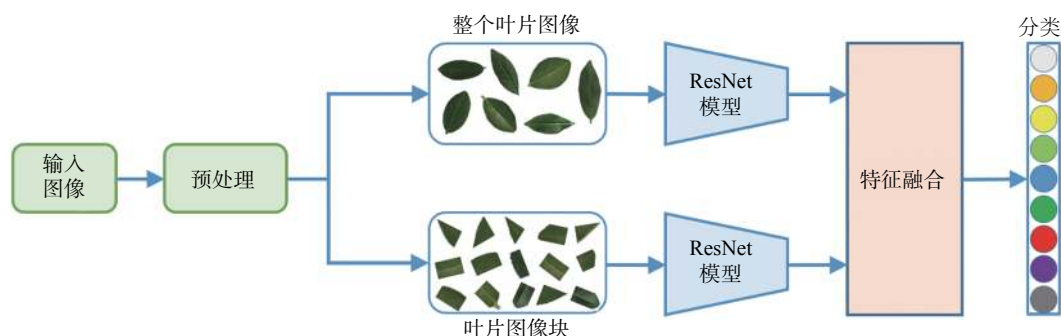 整个叶片图像
分类
ResNet
模型
输入
图像
预处理
特征融合
ResNet
模型
叶片图像块